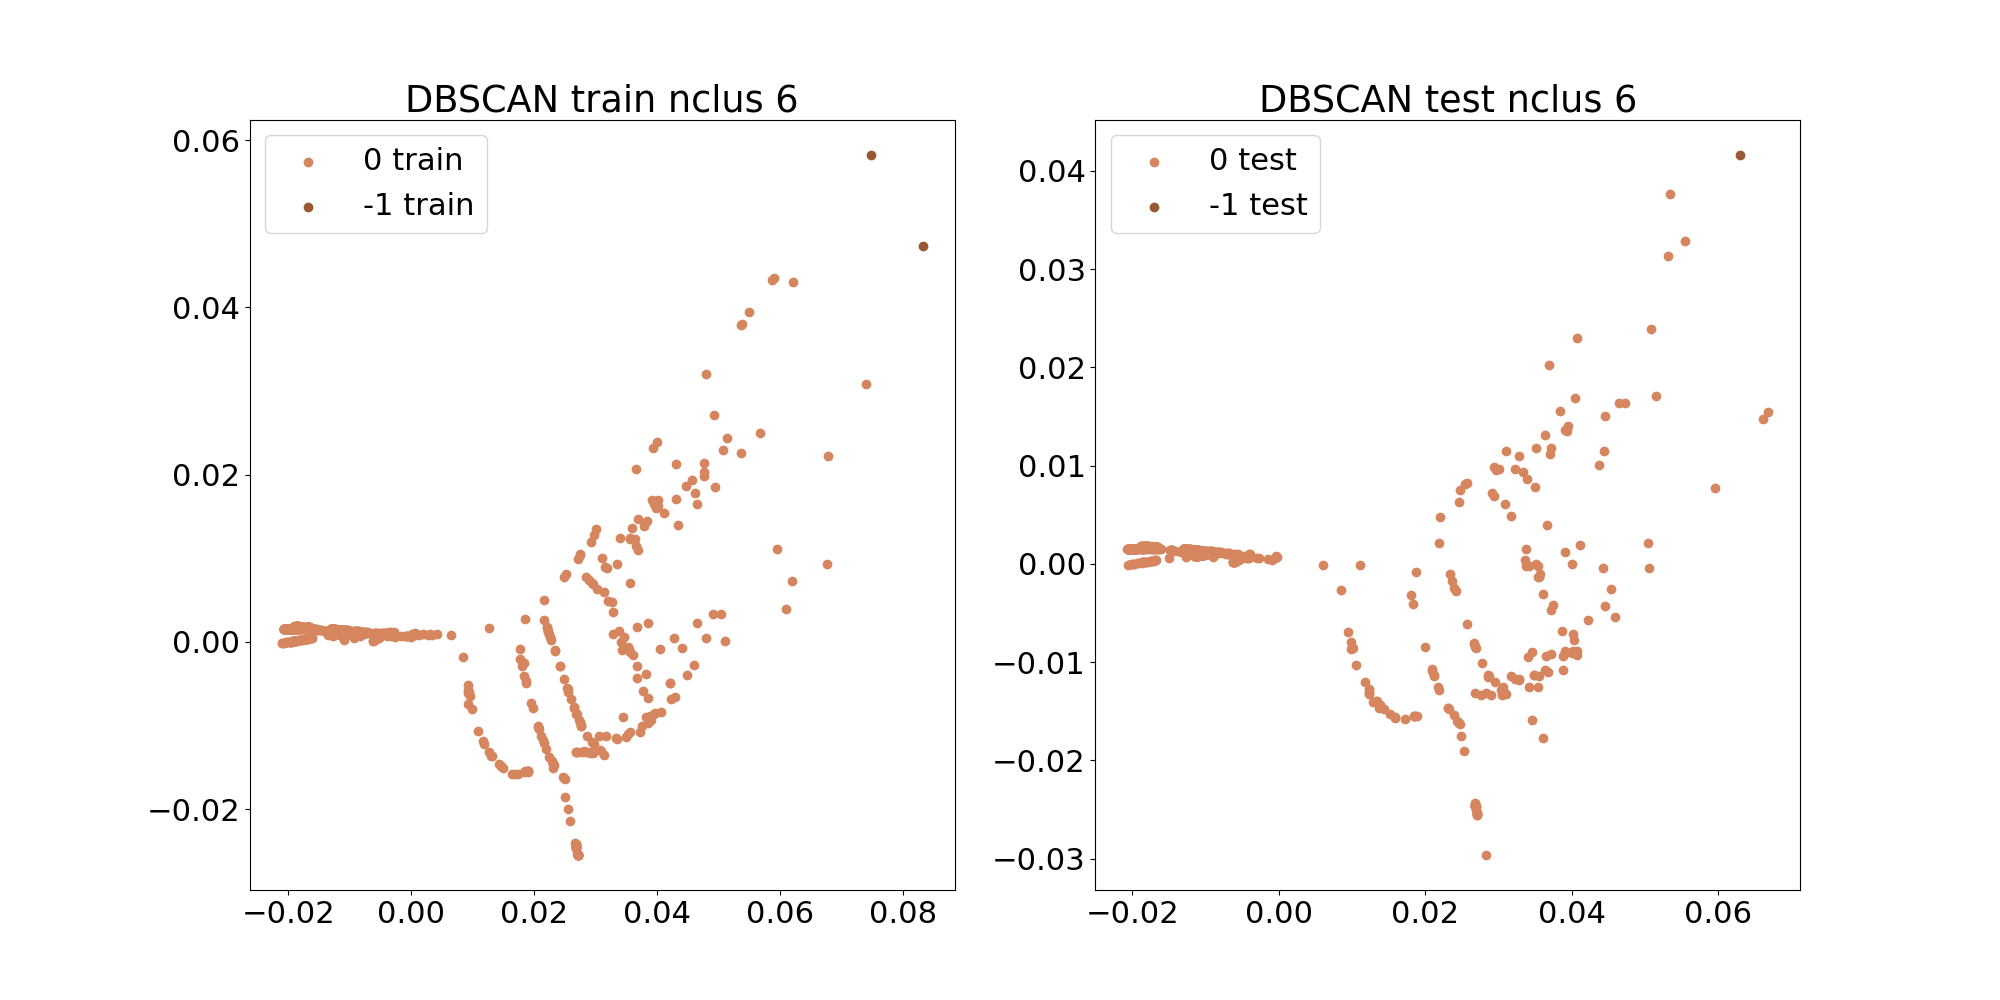 DBSCAN train nclus 6
0 train
-1 train
0.06
0.04
0.02
0.00
−0.02
−0.02 0.00 0.02 0.04 0.06 0.08
DBSCAN test nclus 6
0 test
-1 test
0.04
0.03
0.02
0.01
0.00
−0.01
−0.02
−0.03
−0.02 0.00 0.02 0.04 0.06